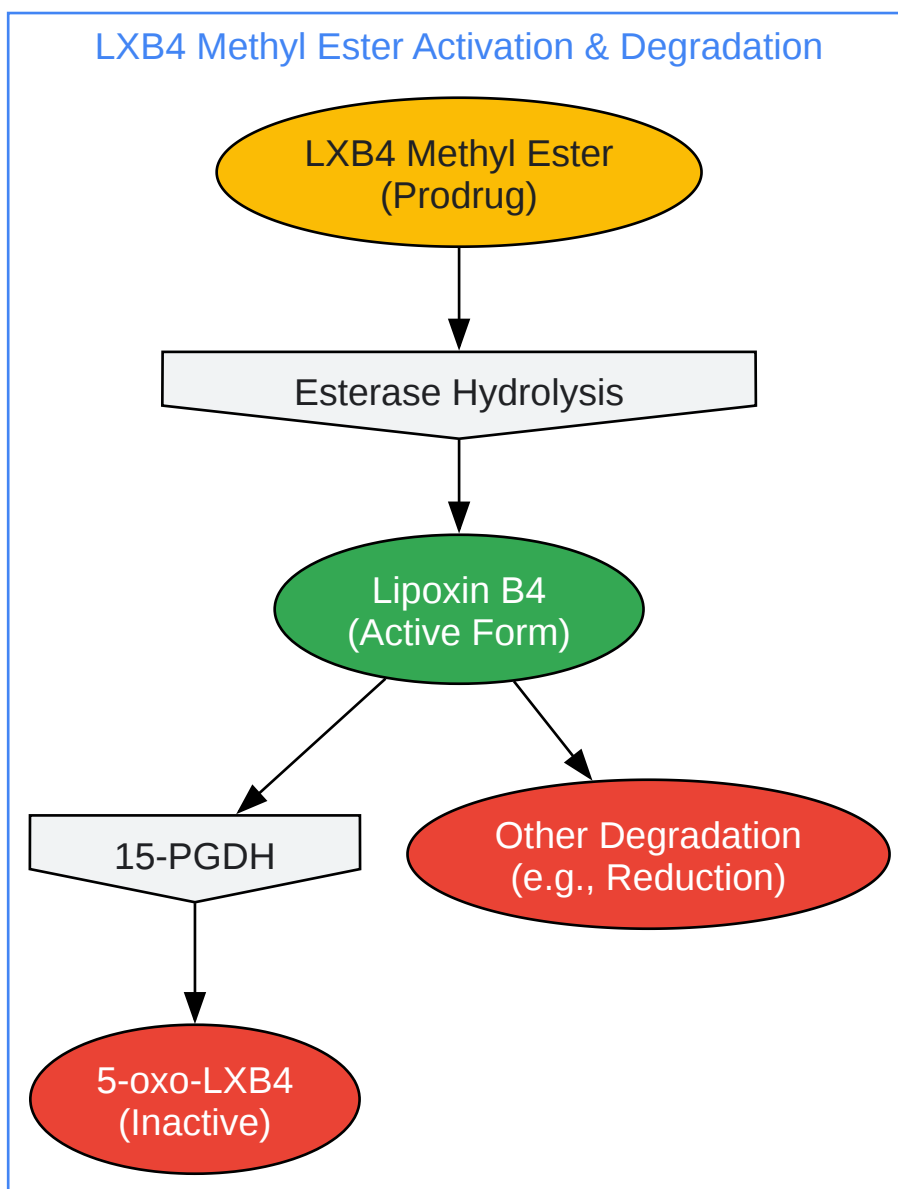 LXB4 Methyl Ester Activation & Degradation
LXB4 Methyl Ester
(Prodrug)
Esterase Hydrolysis
Lipoxin B4
(Active Form)
15-PGDH
Other Degradation
(e.g., Reduction)
5-oxo-LXB4
(Inactive)